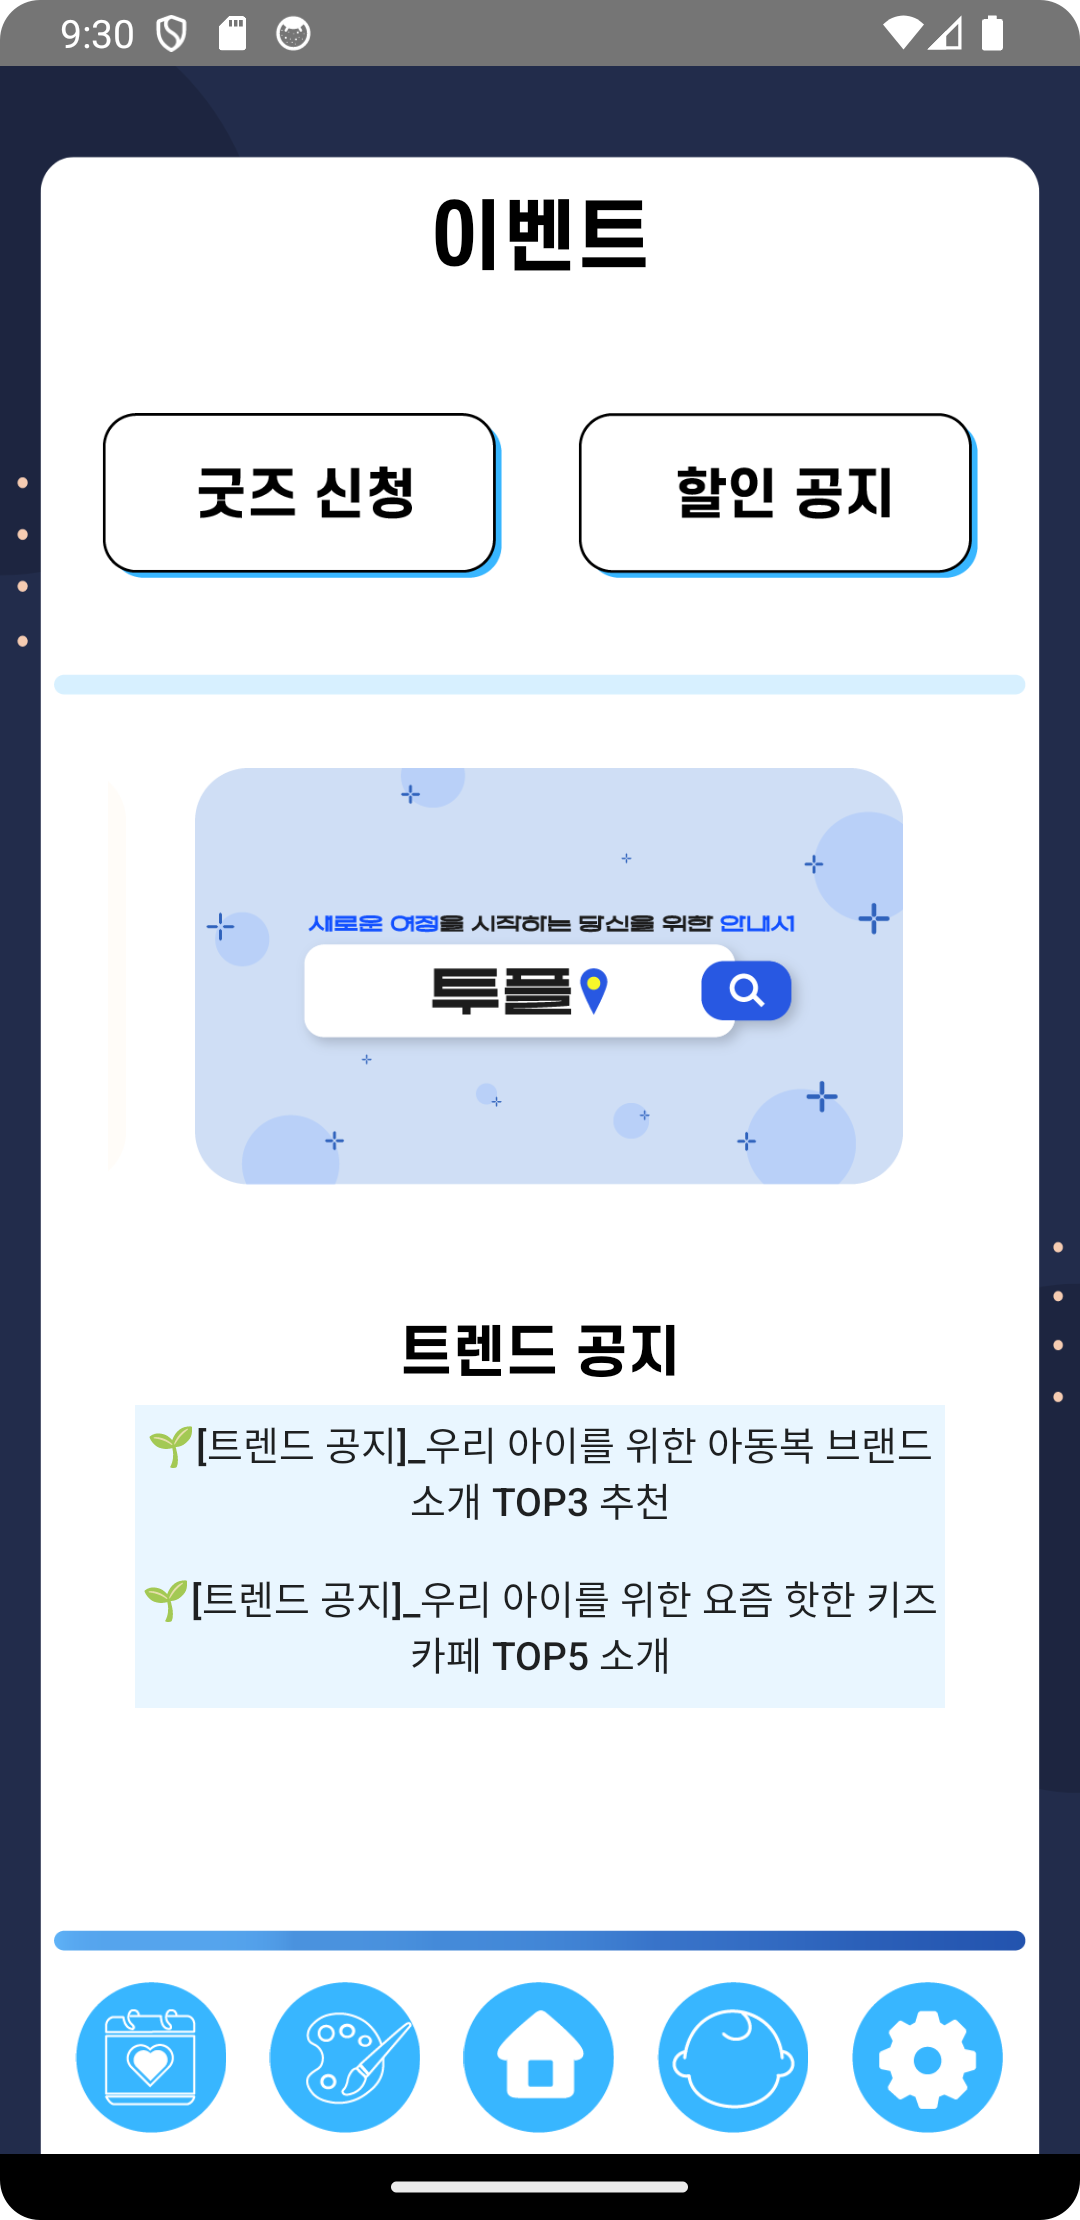 9:30
이벤트
굿즈 신청
할인 공지
새로운 여정을 시작하는 당신을 위한 안내서
투플
트렌드 공지
🌱[트렌드 공지]_우리 아이를 위한 아동복 브랜드
소개 TOP3 추천
🌱[트렌드 공지]_우리 아이를 위한 요즘 핫한 키즈
카페 TOP5 소개